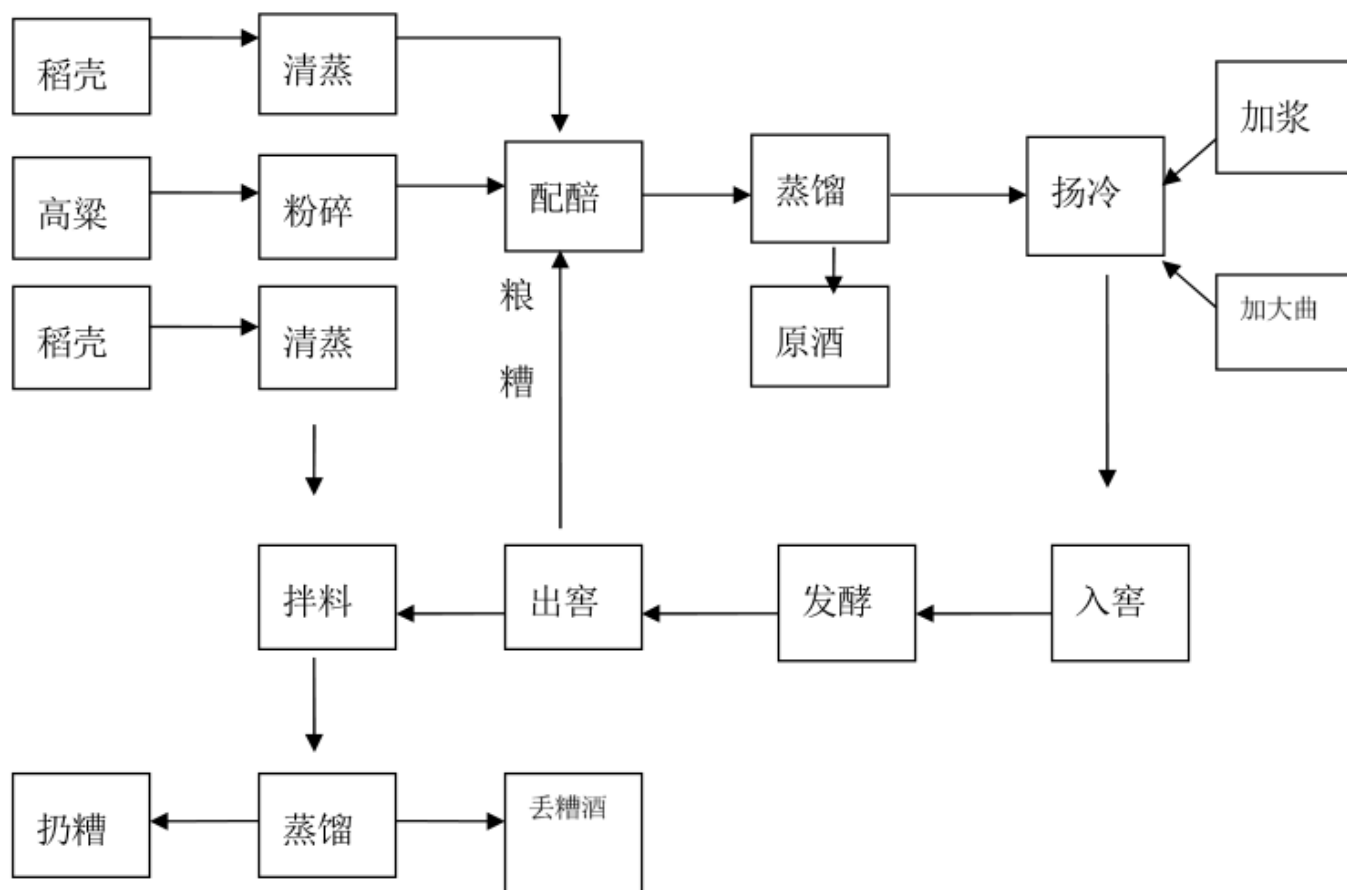 稻壳
清蒸
加浆
高粱
粉碎
配醅
蒸馏
扬冷
稻壳
清蒸
粮
糟
原酒
加大曲
拌料
出窖
发酵
入窖
扔糟
蒸馏
丢糟酒